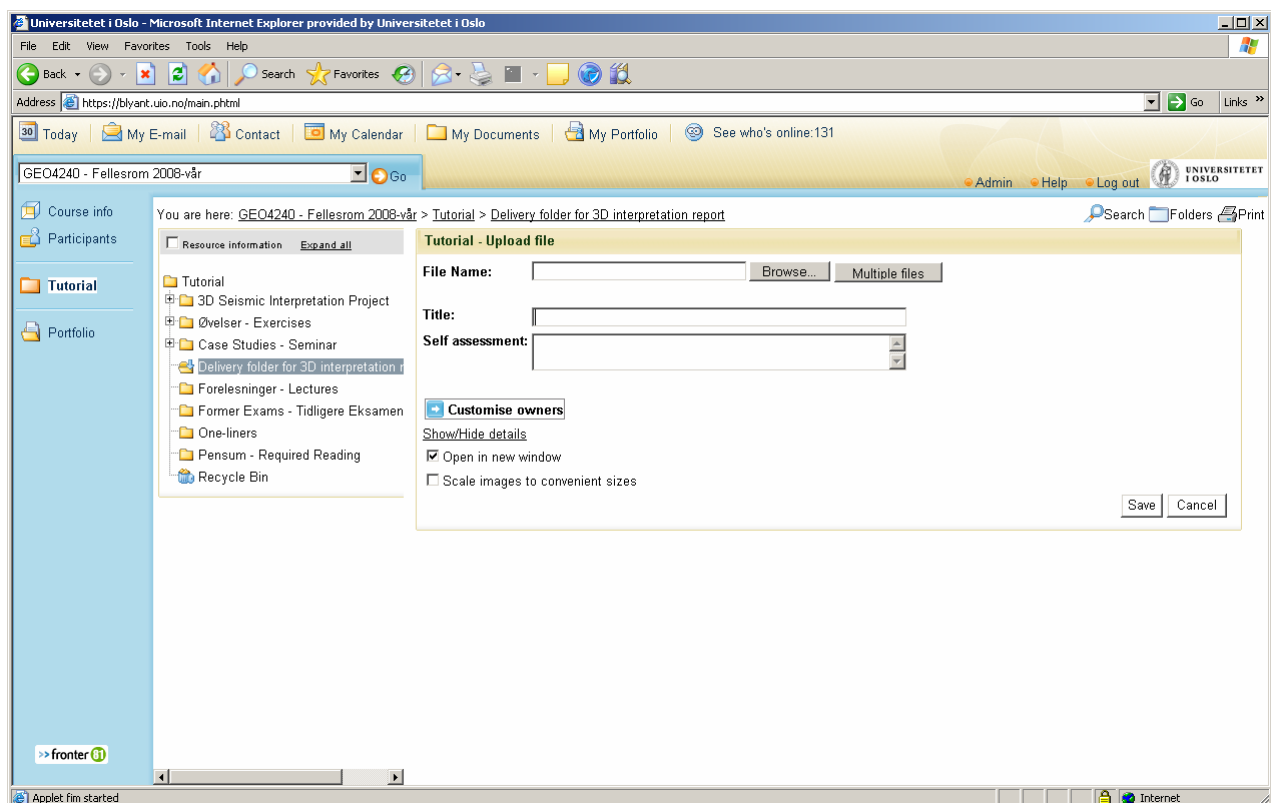 Universitetet i Oslo - Microsoft Internet Explorer provided by Universitetet i Oslo
File Edit View Favorites Tools Help
Back Search Favorites
Address https://blyant.uio.no/main.phtml Go Links »
30 Today My E-mail Contact My Calendar My Documents My Portfolio See who's online:131
GEO4240 - Fellesrom 2008-vår Go
Admin Help Log out UNIVERSITETET
I OSLO
Course info
Participants
Tutorial
Portfolio
You are here: GEO4240 - Fellesrom 2008-vår > Tutorial > Delivery folder for 3D interpretation report
Search Folders Print
Resource information Expand all
Tutorial
3D Seismic Interpretation Project
Øvelser - Exercises
Case Studies - Seminar
Delivery folder for 3D interpretation r
Forelesninger - Lectures
Former Exams - Tidligere Eksamen
One-liners
Pensum - Required Reading
Recycle Bin
Tutorial - Upload file
File Name: Browse... Multiple files
Title:
Self assessment:
Customise owners
Show/Hide details
Open in new window
Scale images to convenient sizes
Save Cancel
>> fronter 81
Applet fim started Internet